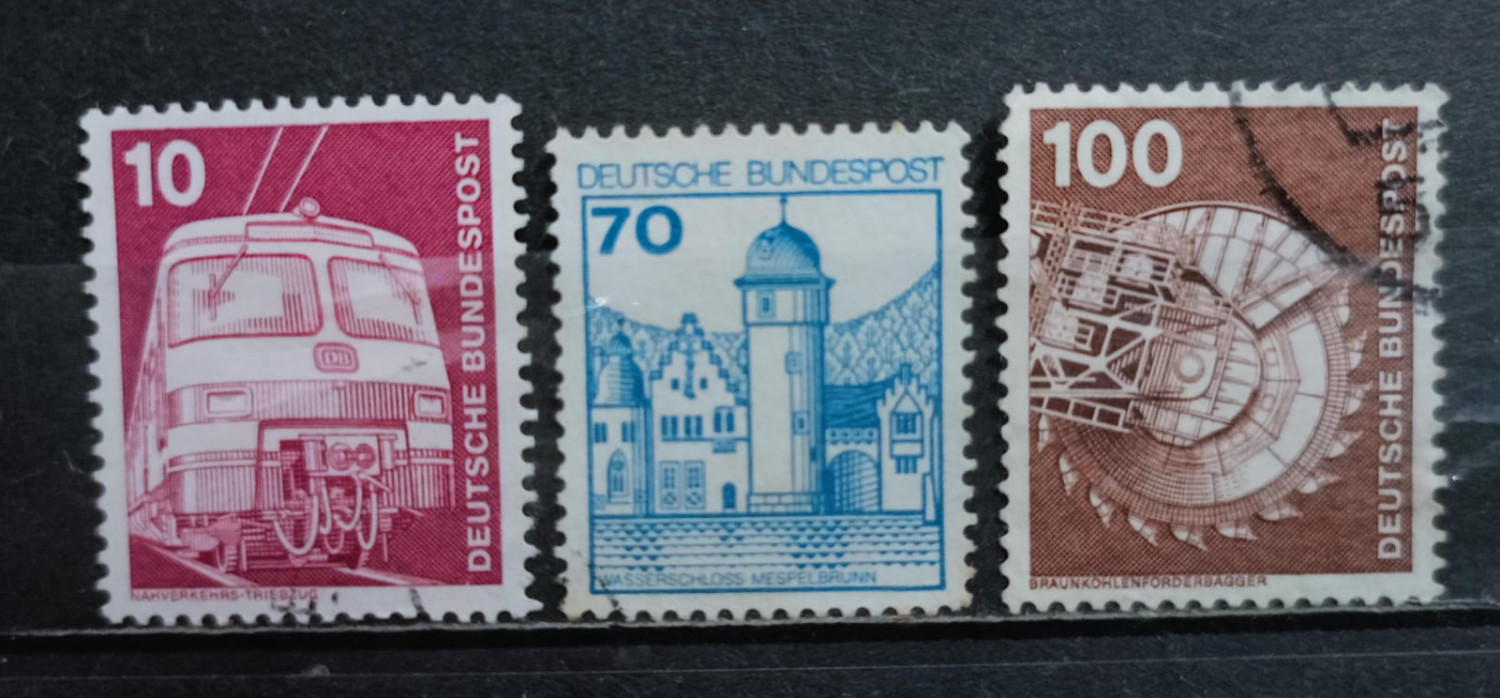 10
DEUTSCHE BUNDESPOST
DB
NAHVERKEHRS-TRIEBZUG
DEUTSCHE BUNDESPOST
70
WASSERSCHLOSS MESPELBRUNN
100
DEUTSCHE BUNDESPOST
BRAUNKOHLENFÖRDERBAGGER